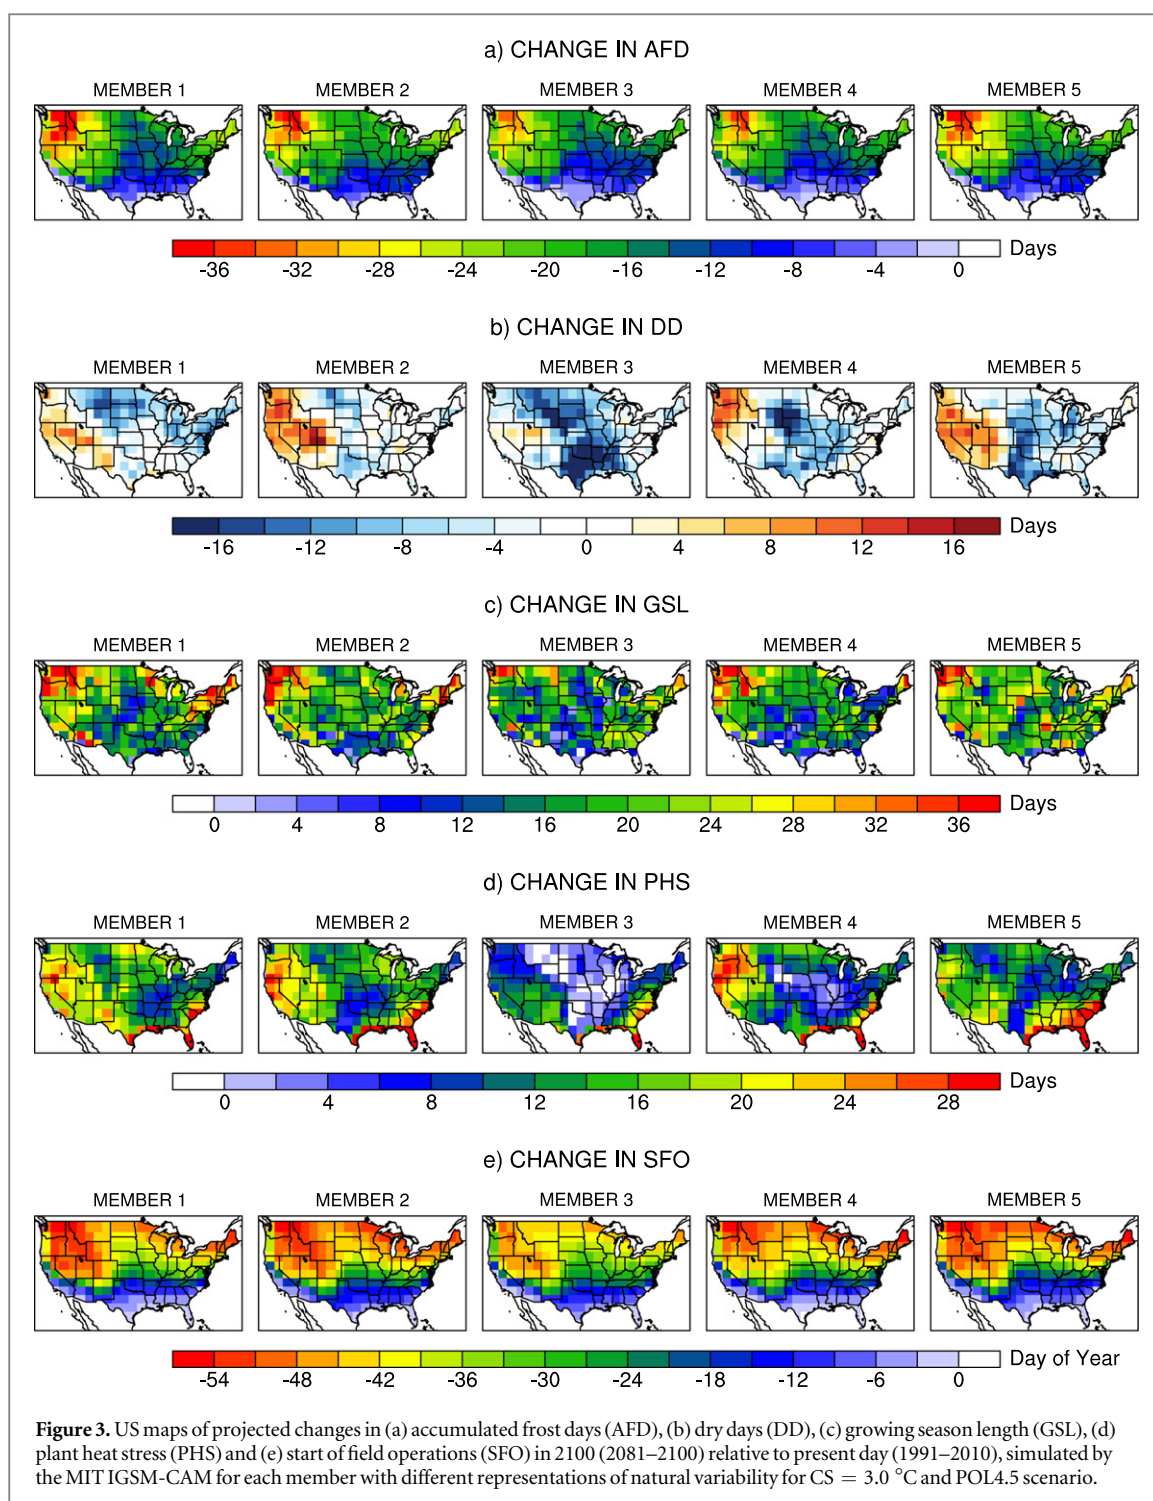 a) CHANGE IN AFD
MEMBER 1 MEMBER 2 MEMBER 3 MEMBER 4 MEMBER 5
-36 -32 -28 -24 -20 -16 -12 -8 -4 0 Days
b) CHANGE IN DD
MEMBER 1 MEMBER 2 MEMBER 3 MEMBER 4 MEMBER 5
-16 -12 -8 -4 0 4 8 12 16 Days
c) CHANGE IN GSL
MEMBER 1 MEMBER 2 MEMBER 3 MEMBER 4 MEMBER 5
0 4 8 12 16 20 24 28 32 36 Days
d) CHANGE IN PHS
MEMBER 1 MEMBER 2 MEMBER 3 MEMBER 4 MEMBER 5
0 4 8 12 16 20 24 28 Days
e) CHANGE IN SFO
MEMBER 1 MEMBER 2 MEMBER 3 MEMBER 4 MEMBER 5
-54 -48 -42 -36 -30 -24 -18 -12 -6 0 Day of Year
Figure 3. US maps of projected changes in (a) accumulated frost days (AFD), (b) dry days (DD), (c) growing season length (GSL), (d)
plant heat stress (PHS) and (e) start of field operations (SFO) in 2100 (2081–2100) relative to present day (1991–2010), simulated by
the MIT IGSM-CAM for each member with different representations of natural variability for CS = 3.0 °C and POL4.5 scenario.